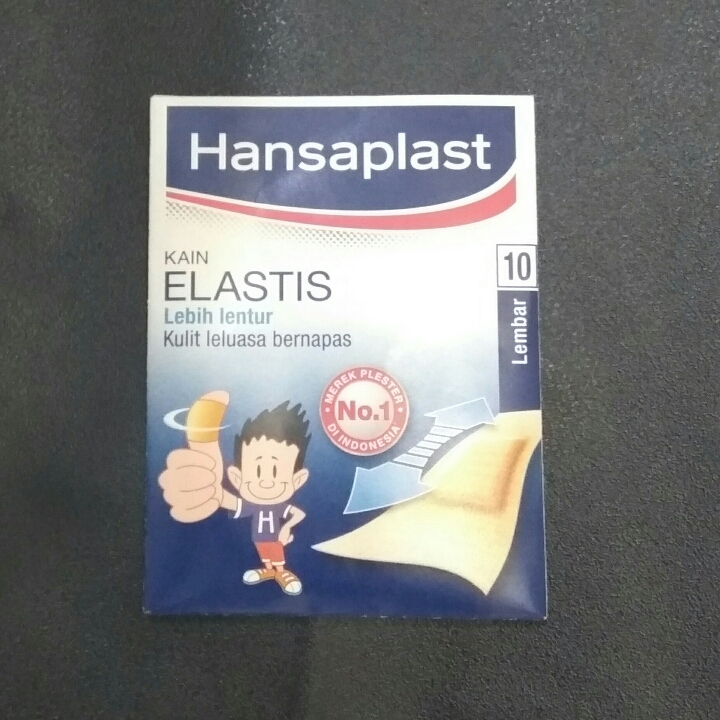 Hansaplast
KAIN
ELASTIS
Lebih lentur
Kulit leluasa bernapas
10
Lembar
MEREK PLESTER
No.1
DI INDONESIA
H